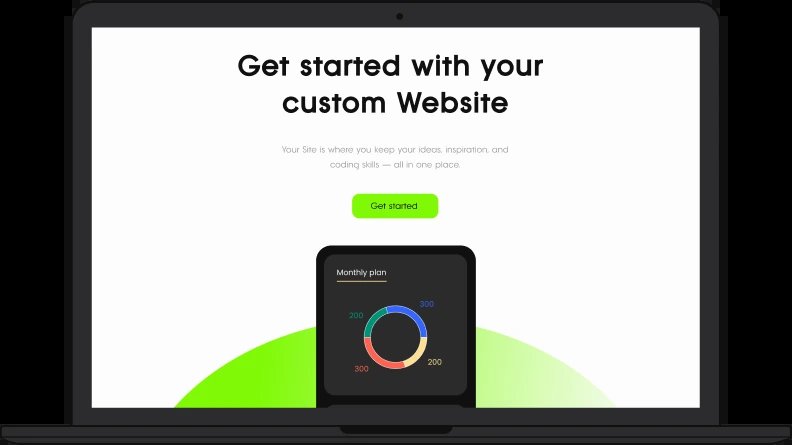 Get started with your
custom Website
Your Site is where you keep your ideas, inspiration, and
coding skills — all in one place.
Get started
Monthly plan
300
200
200
300